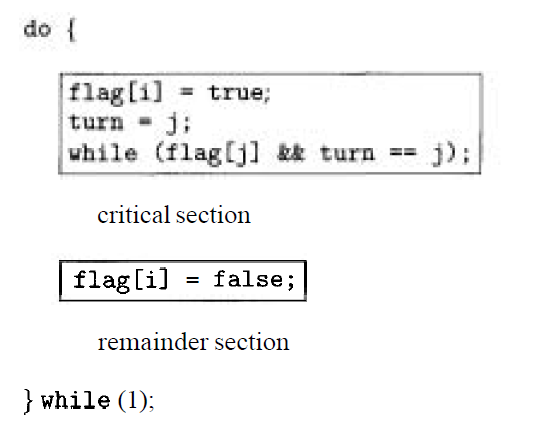 do {
flag[i] = true;
turn = j;
while (flag[j] && turn == j);
critical section
flag[i] = false;
remainder section
} while (1);